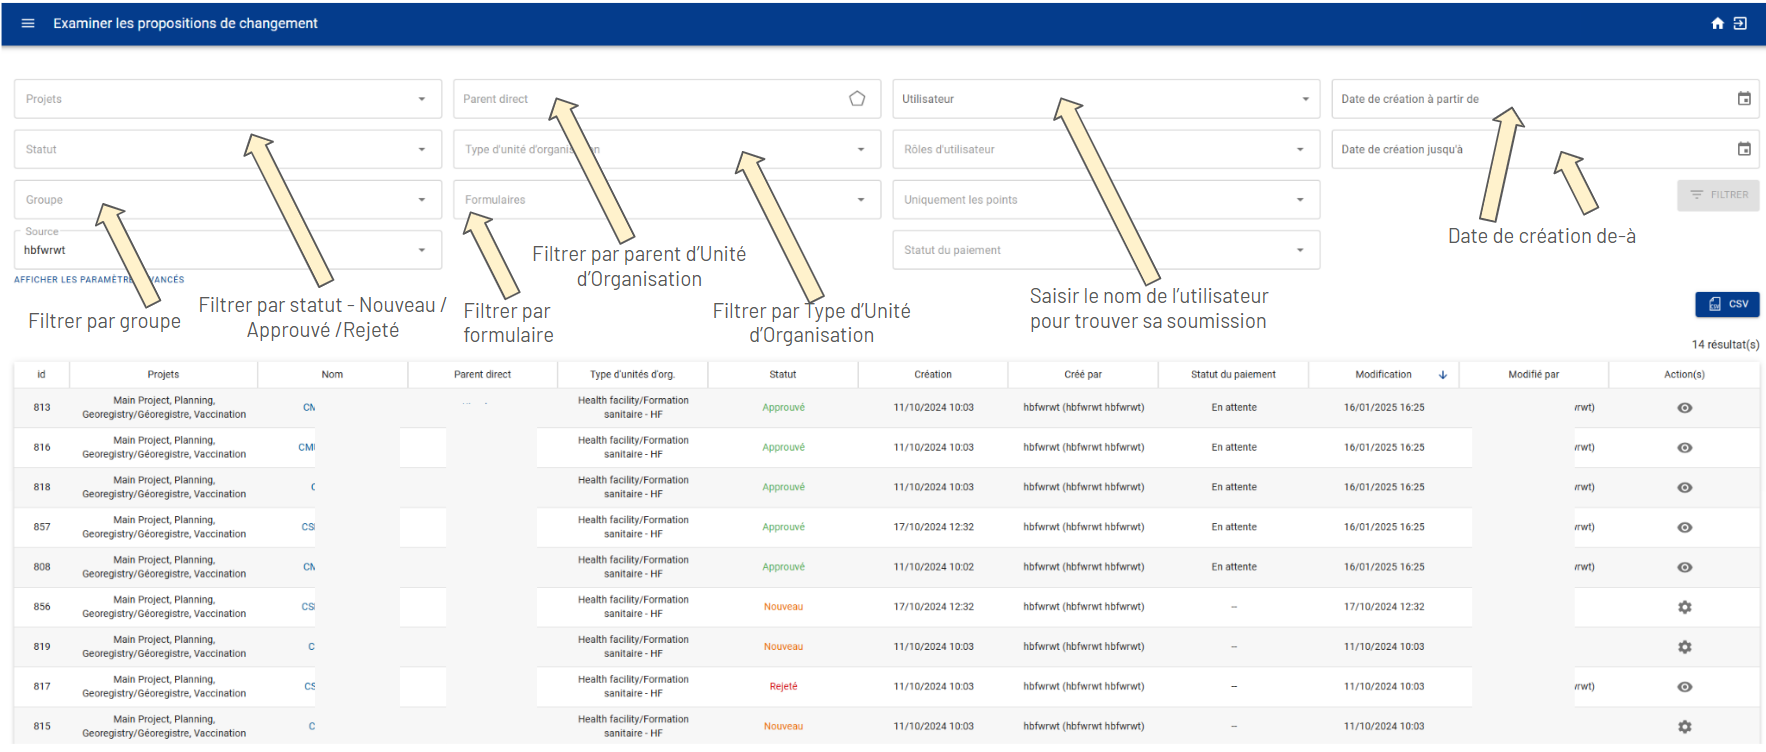 Examiner les propositions de changement
Projets
Parent direct
Utilisateur
Date de création à partir de
Statut
Type d'unité d'organisation
Rôles d'utilisateur
Date de création jusqu'à
Groupe
Formulaires
Uniquement les points
FILTRER
Source
hbfwrwt
Statut du paiement
AFFICHER LES PARAMÈTRES AVANCÉS
Filtrer par groupe
Filtrer par statut - Nouveau /
Approuvé /Rejeté
Filtrer par
formulaire
Filtrer par parent d'Unité
d'Organisation
Filtrer par Type d'Unité
d'Organisation
Saisir le nom de l'utilisateur
pour trouver sa soumission
Date de création de-à
CSV
14 résultat(s)
id Projets Nom Parent direct Type d'unités d'org. Statut Création Créé par Statut du paiement Modification Modifié par Action(s)
813 Main Project, Planning, Georegistry/Géoregistre, Vaccination CM Health facility/Formation sanitaire - HF Approuvé 11/10/2024 10:03 hbfwrwt (hbfwrwt hbfwrwt) En attente 16/01/2025 16:25 rwt)
816 Main Project, Planning, Georegistry/Géoregistre, Vaccination CM Health facility/Formation sanitaire - HF Approuvé 11/10/2024 10:03 hbfwrwt (hbfwrwt hbfwrwt) En attente 16/01/2025 16:25 rwt)
818 Main Project, Planning, Georegistry/Géoregistre, Vaccination C Health facility/Formation sanitaire - HF Approuvé 11/10/2024 10:03 hbfwrwt (hbfwrwt hbfwrwt) En attente 16/01/2025 16:25 rwt)
857 Main Project, Planning, Georegistry/Géoregistre, Vaccination CS Health facility/Formation sanitaire - HF Approuvé 17/10/2024 12:32 hbfwrwt (hbfwrwt hbfwrwt) En attente 16/01/2025 16:25 rwt)
808 Main Project, Planning, Georegistry/Géoregistre, Vaccination CM Health facility/Formation sanitaire - HF Approuvé 11/10/2024 10:02 hbfwrwt (hbfwrwt hbfwrwt) En attente 16/01/2025 16:25 rwt)
856 Main Project, Planning, Georegistry/Géoregistre, Vaccination CS Health facility/Formation sanitaire - HF Nouveau 17/10/2024 12:32 hbfwrwt (hbfwrwt hbfwrwt) -- 17/10/2024 12:32
819 Main Project, Planning, Georegistry/Géoregistre, Vaccination C Health facility/Formation sanitaire - HF Nouveau 11/10/2024 10:03 hbfwrwt (hbfwrwt hbfwrwt) -- 11/10/2024 10:03
817 Main Project, Planning, Georegistry/Géoregistre, Vaccination CS Health facility/Formation sanitaire - HF Rejeté 11/10/2024 10:03 hbfwrwt (hbfwrwt hbfwrwt) -- 11/10/2024 10:03 rwt)
815 Main Project, Planning, Georegistry/Géoregistre, Vaccination C Health facility/Formation sanitaire - HF Nouveau 11/10/2024 10:03 hbfwrwt (hbfwrwt hbfwrwt) -- 11/10/2024 10:03